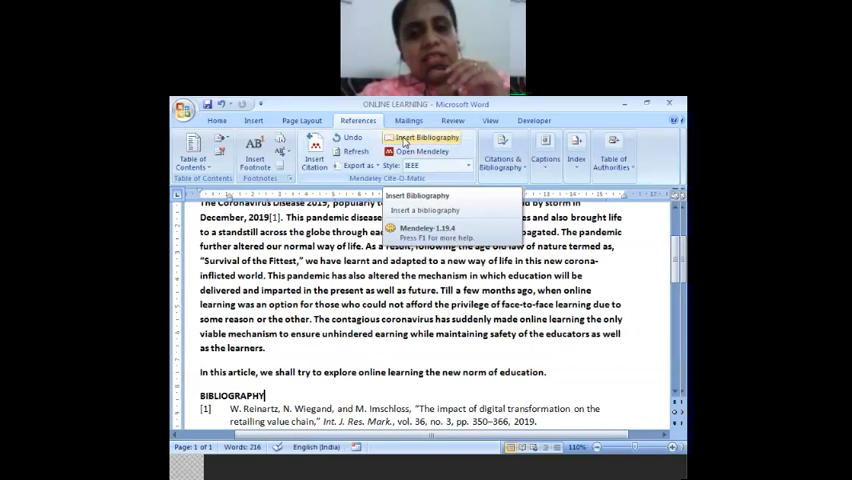 ONLINE LEARNING - Microsoft Word
Home Insert Page Layout References Mailings Review View Developer
Table of Contents
AB¹ Insert Footnote
Insert Citation
Undo
Refresh
Export as
Insert Bibliography
Open Mendeley
Style: IEEE
Citations & Bibliography
Captions
Index
Table of Authorities
Table of Contents Footnotes Mendeley Cite-O-Matic
Insert Bibliography
Insert a bibliography
Mendeley 1.19.4
Press F1 for more help.
The Coronavirus Disease 2019, popularly by storm in
December, 2019[1]. This pandemic disease and also brought life
to a standstill across the globe through The pandemic
further altered our normal way of life. As a result, following the age old law of nature termed as,
“Survival of the Fittest,” we have learnt and adapted to a new way of life in this new corona-
inflicted world. This pandemic has also altered the mechanism in which education will be
delivered and imparted in the present as well as future. Till a few months ago, when online
learning was an option for those who could not afford the privilege of face-to-face learning due to
some reason or the other. The contagious coronavirus has suddenly made online learning the only
viable mechanism to ensure unhindered earning while maintaining safety of the educators as well
as the learners.
In this article, we shall try to explore online learning the new norm of education.
BIBLIOGRAPHY
[1] W. Reinartz, N. Wiegand, and M. Imschloss, “The impact of digital transformation on the
retailing value chain,” Int. J. Res. Mark., vol. 36, no. 3, pp. 350–366, 2019.
Page: 1 of 1 Words: 216 English (India) 110%